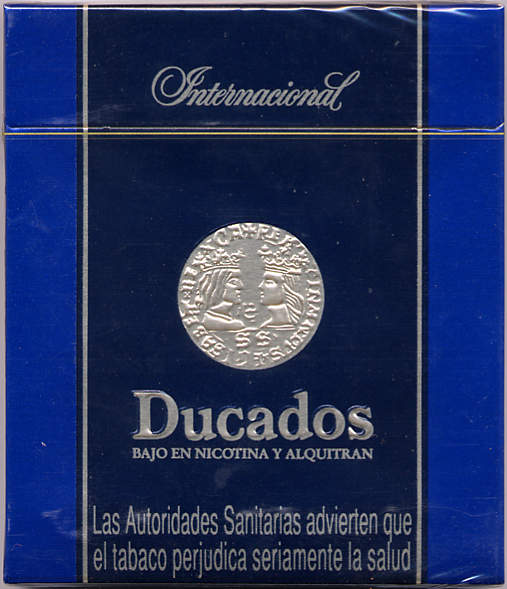 Internacional
Ducados
BAJO EN NICOTINA Y ALQUITRAN
Las Autoridades Sanitarias advierten que
el tabaco perjudica seriamente la salud